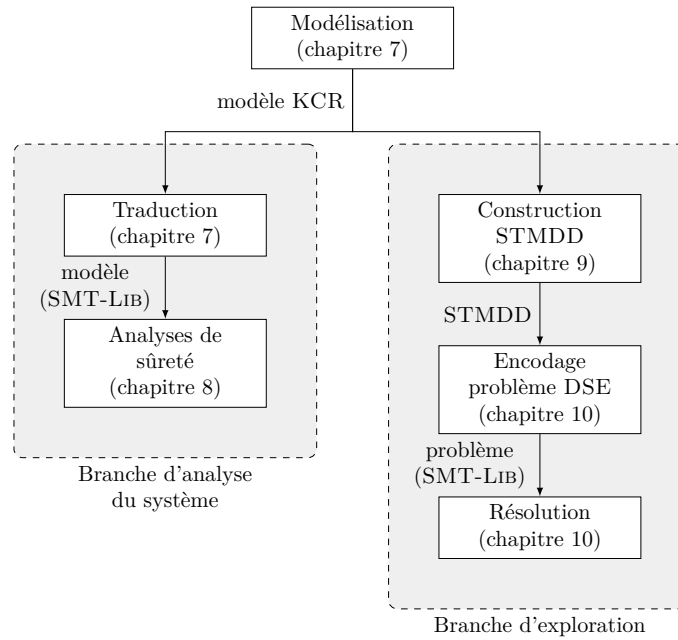 Modélisation
(chapitre 7)
modèle KCR
Traduction
(chapitre 7)
modèle
(SMT-LIB)
Analyses de
sûreté
(chapitre 8)
Branche d'analyse
du système
Construction
STMDD
(chapitre 9)
STMDD
Encodage
problème DSE
(chapitre 10)
problème
(SMT-LIB)
Résolution
(chapitre 10)
Branche d'exploration